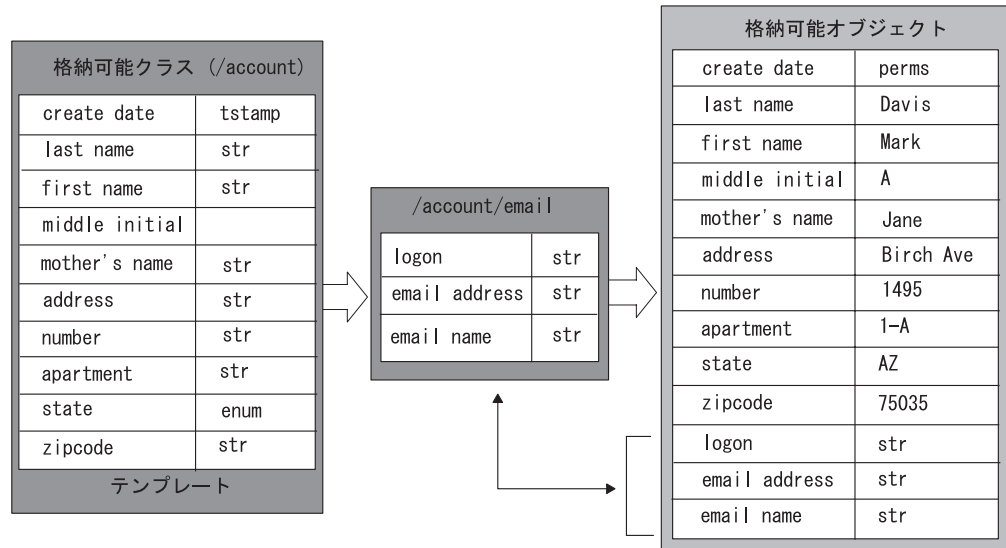 格納可能クラス (/account)
create date tstamp
last name str
first name str
middle initial
mother's name str
address str
number str
apartment str
state enum
zipcode str
テンプレート
/account/email
logon str
email address str
email name str
格納可能オブジェクト
create date perms
last name Davis
first name Mark
middle initial A
mother's name Jane
address Birch Ave
number 1495
apartment 1-A
state AZ
zipcode 75035
logon str
email address str
email name str